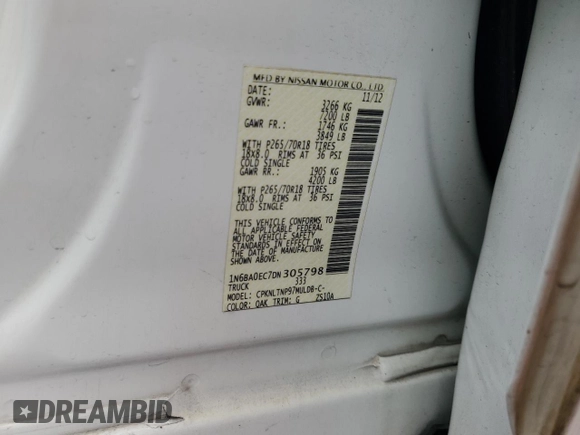 MFD BY NISSAN MOTOR CO., LTD.
DATE: 11/12
GVWR: 3266 KG
7200 LB
GAWR FR.: 1746 KG
3849 LB
WITH P265/70R18 TIRES
18X8.0 RIMS AT 36 PSI
COLD SINGLE
GAWR RR.: 1905 KG
4200 LB
WITH P265/70R18 TIRES
18X8.0 RIMS AT 36 PSI
COLD SINGLE
THIS VEHICLE CONFORMS TO
ALL APPLICABLE FEDERAL
MOTOR VEHICLE SAFETY
STANDARDS IN EFFECT ON THE
DATE OF MANUFACTURE SHOWN
ABOVE.
1N6BA0EC7DN305798
TRUCK 333
MODEL: CPKNLTNP97MULDB-C-
COLOR: QAK TRIM: G ZS10A
DREAMBID